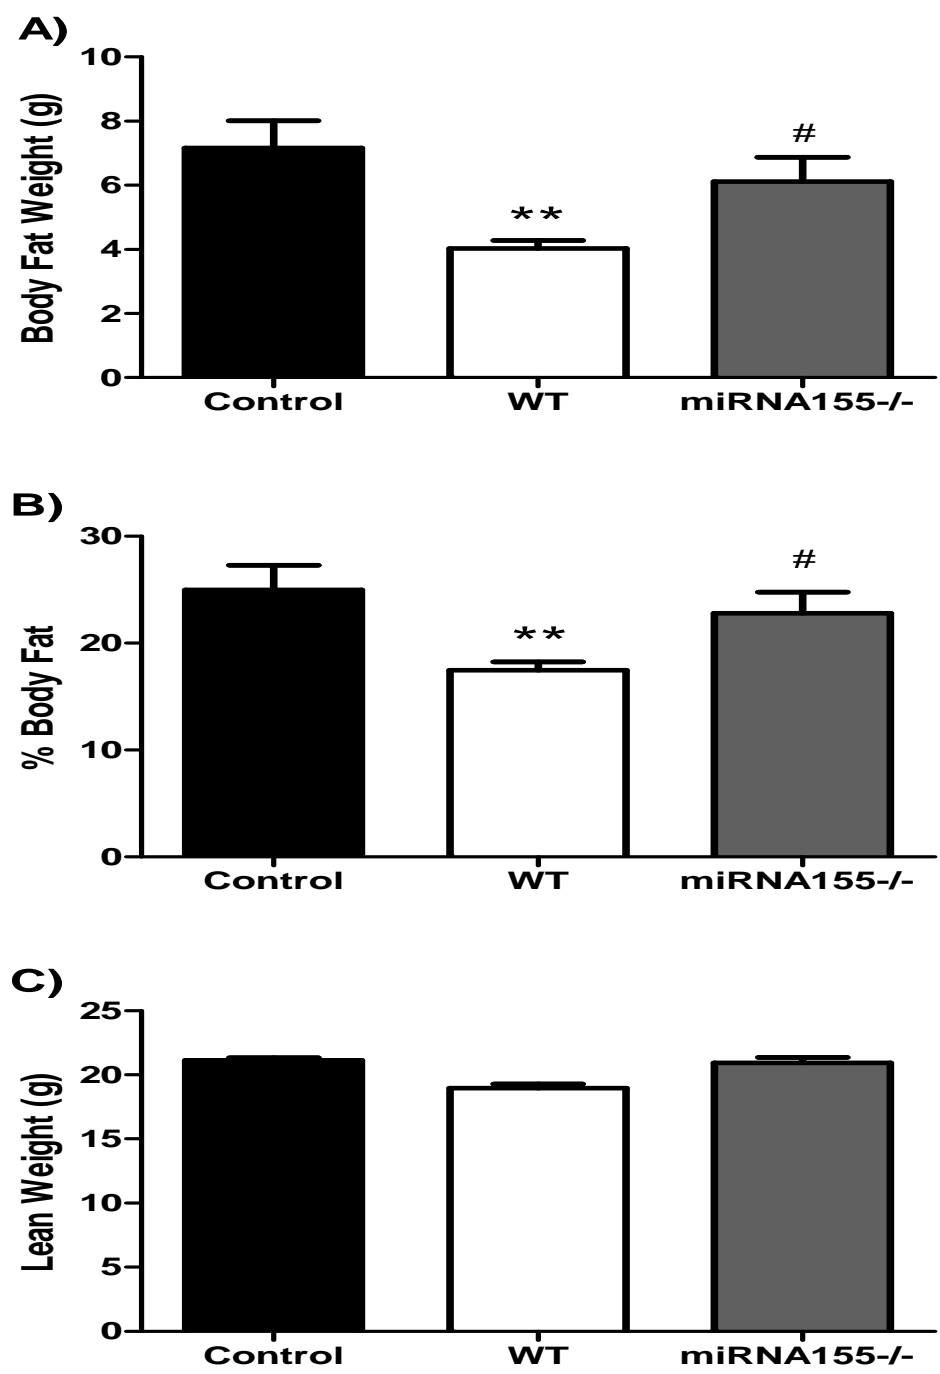 A)
Body Fat Weight (g)
10
8
6
4
2
0
**
#
Control WT miRNA155-/-
B)
% Body Fat
30
20
10
0
**
#
Control WT miRNA155-/-
C)
Lean Weight (g)
25
20
15
10
5
0
Control WT miRNA155-/-